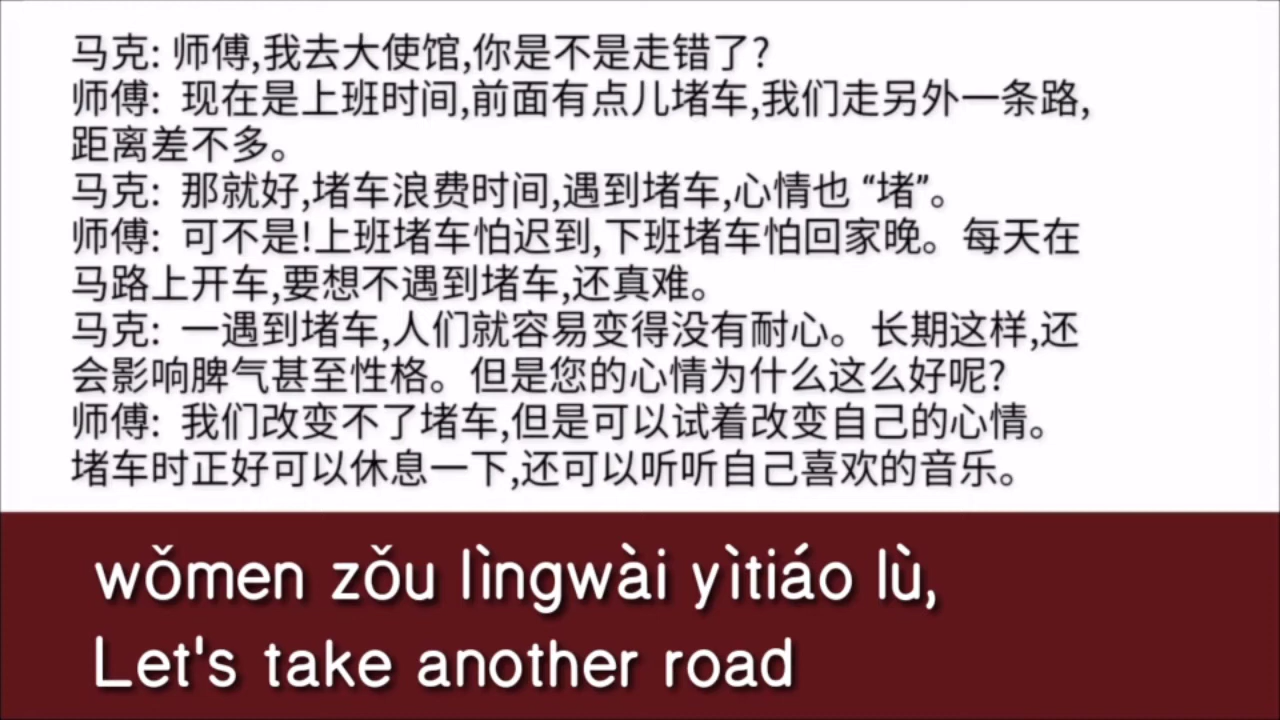 马克: 师傅,我去大使馆,你是不是走错了?
师傅: 现在是上班时间,前面有点儿堵车,我们走另外一条路,
距离差不多。
马克: 那就好,堵车浪费时间,遇到堵车,心情也 “堵”。
师傅: 可不是!上班堵车怕迟到,下班堵车怕回家晚。每天在
马路上开车,要想不遇到堵车,还真难。
马克: 一遇到堵车,人们就容易变得没有耐心。长期这样,还
会影响脾气甚至性格。但是您的心情为什么这么好呢?
师傅: 我们改变不了堵车,但是可以试着改变自己的心情。
堵车时正好可以休息一下,还可以听听自己喜欢的音乐。
wǒmen zǒu lìngwài yìtiáo lù,
Let's take another road